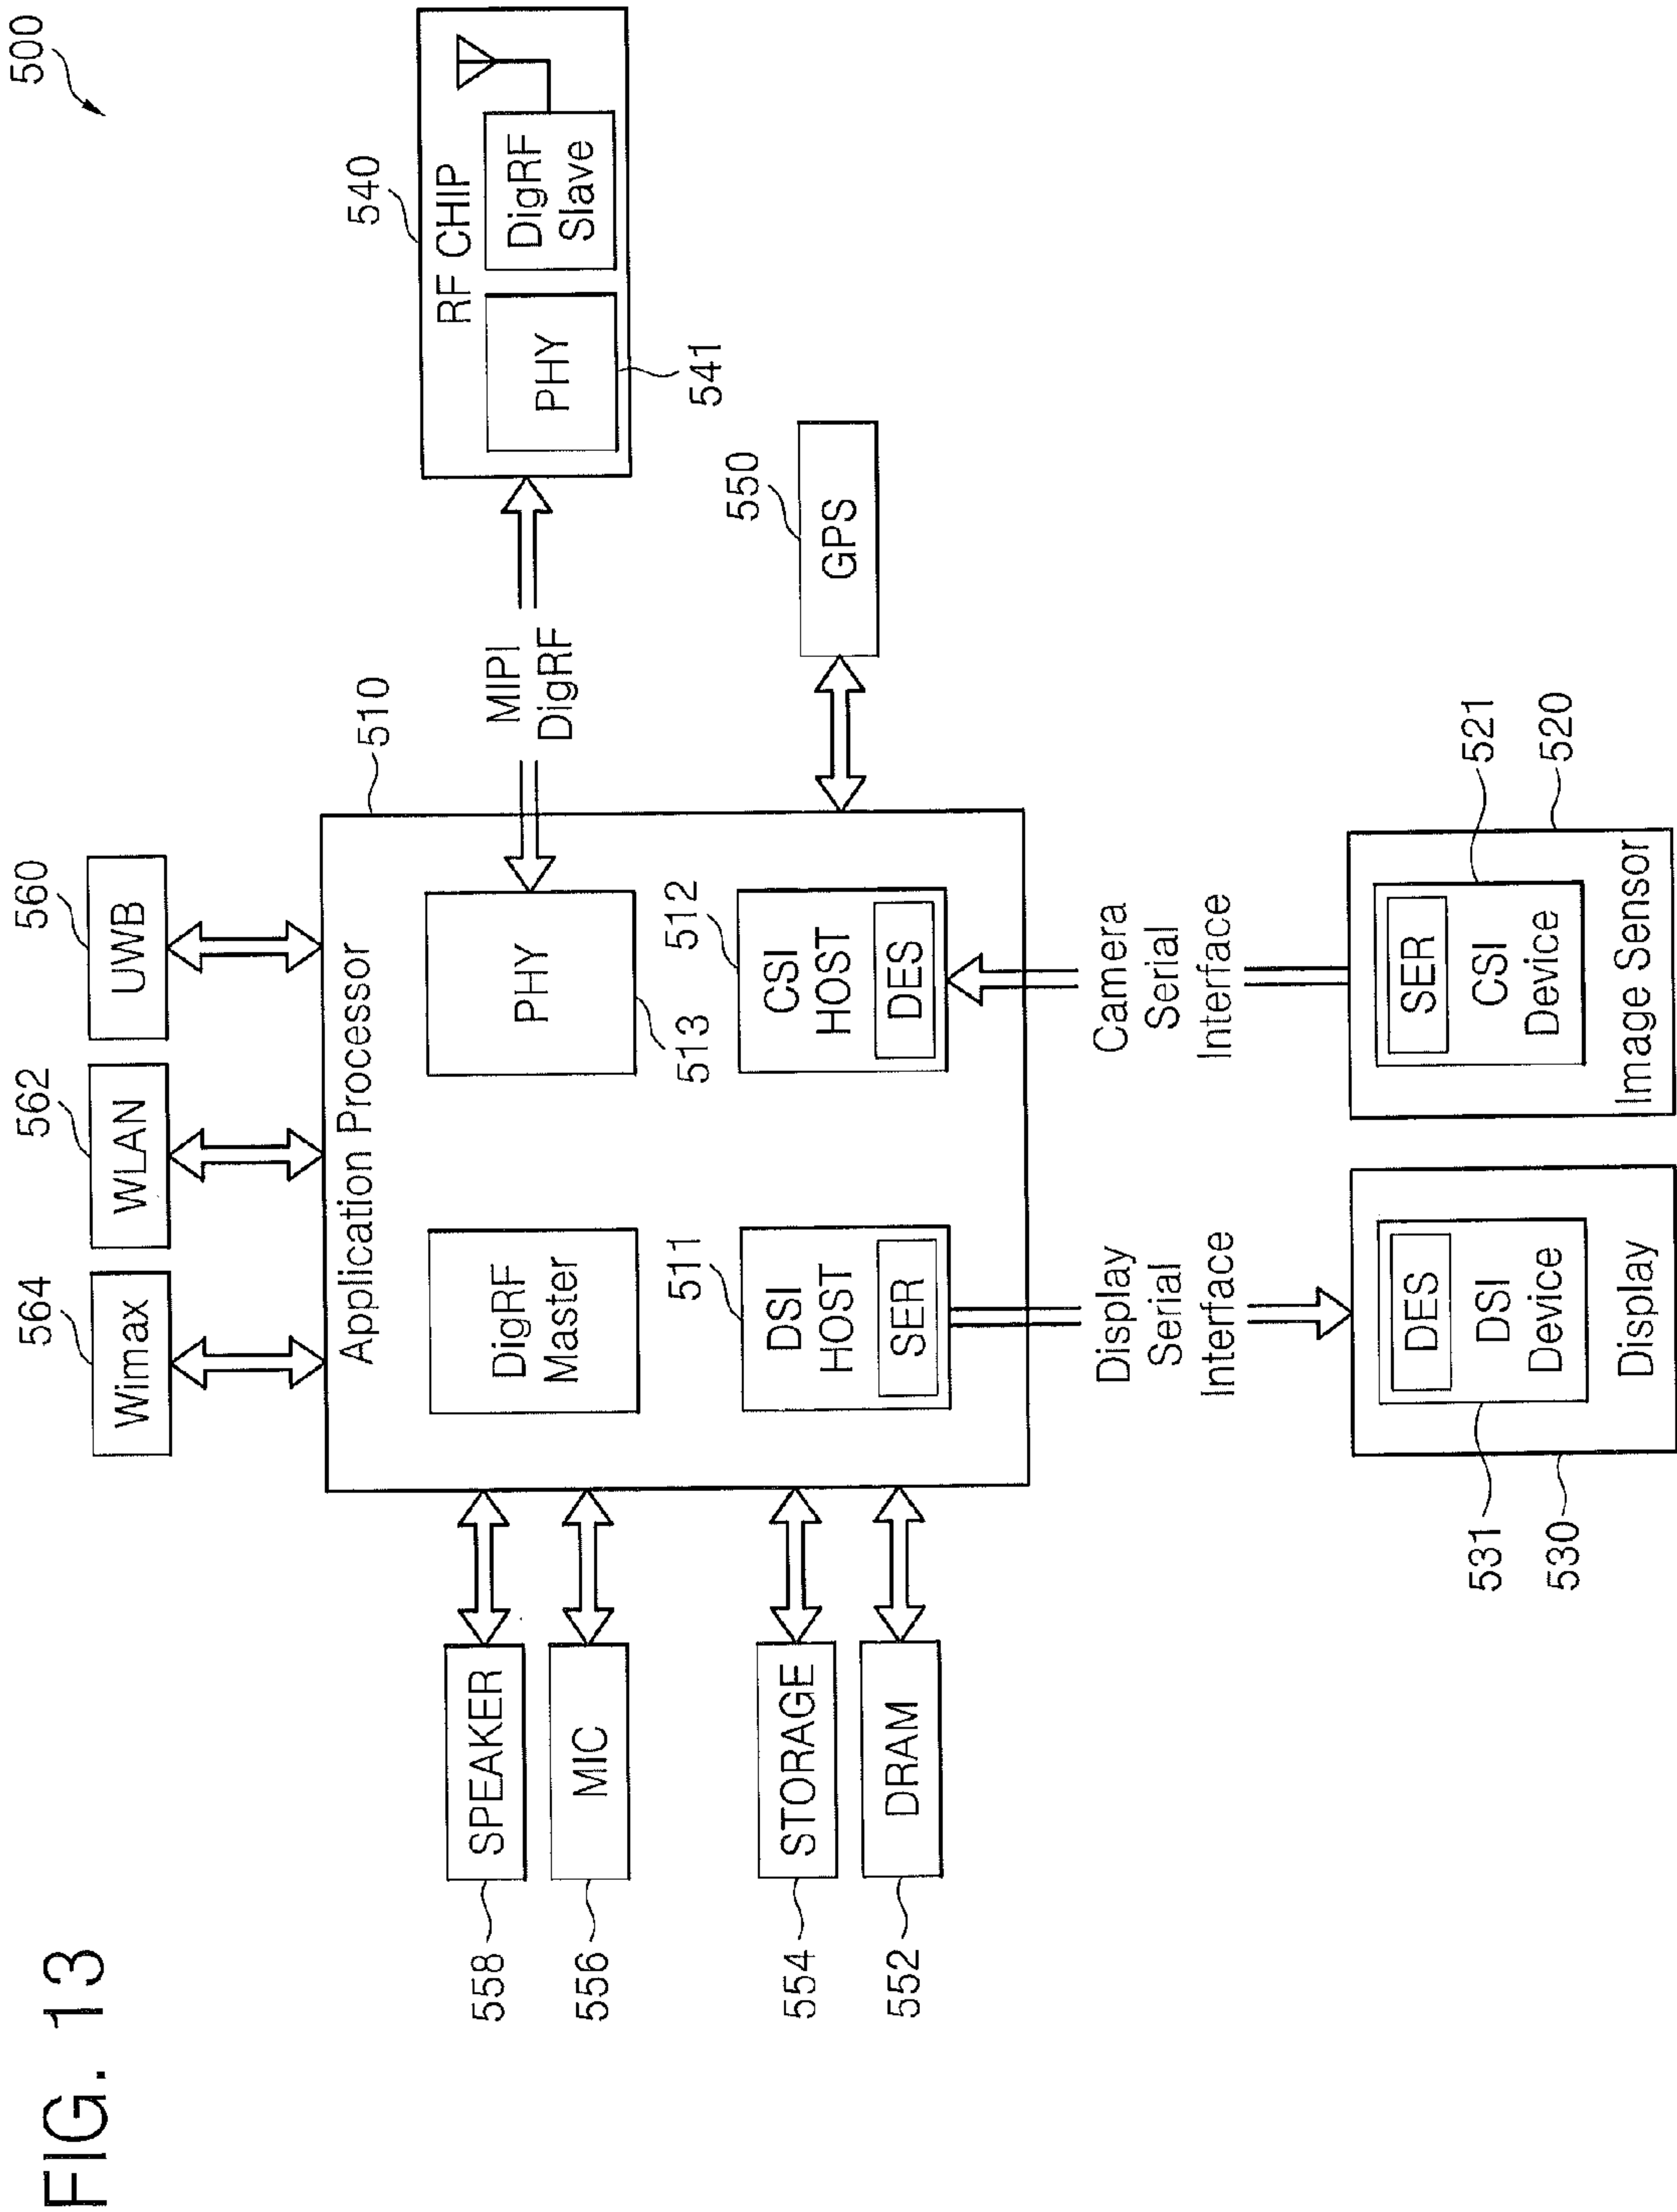 FIG. 13
500
564
562
560
Wimax
WLAN
UWB
510
540
Application Processor
RF CHIP
558
SPEAKER
556
MIC
DigRF
Master
PHY
513
MIPI
DigRF
PHY
541
DigRF
Slave
554
STORAGE
552
DRAM
511
DSI
HOST
SER
512
CSI
HOST
DES
550
GPS
Display
Serial
Interface
Camera
Serial
Interface
531
530
DES
DSI
Device
Display
SER
CSI
Device
Image Sensor
521
520